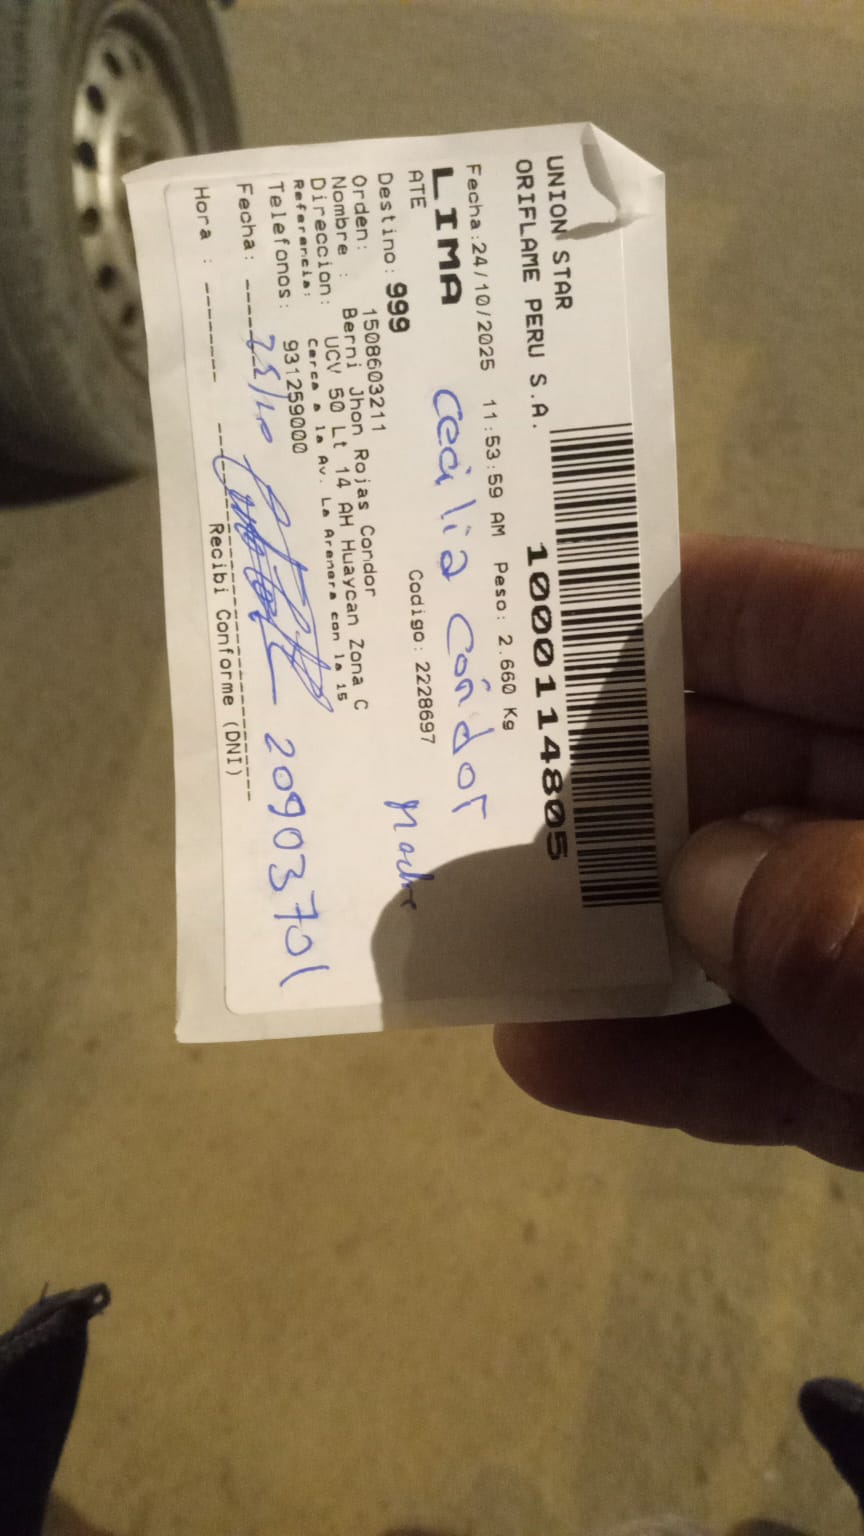 UNION STAR
ORIFLAME PERU S.A.
1000114805
Fecha:24/10/2025 11:53:59 AM Peso: 2.660 Kg
LIMA
Cecilia Cóndor
ATE
Codigo: 2228697
Madre
Destino: 999
Orden: 1508603211
Nombre : Berni Jhon Rojas Condor
Direccion: UCV 50 Lt 14 AH Huaycan Zona C
Referencia: Cerca a la Av. La Arenera con la 15
Telefonos: 931259000
Fecha: 25/10
20903701
Hora :
Recibi Conforme (DNI)